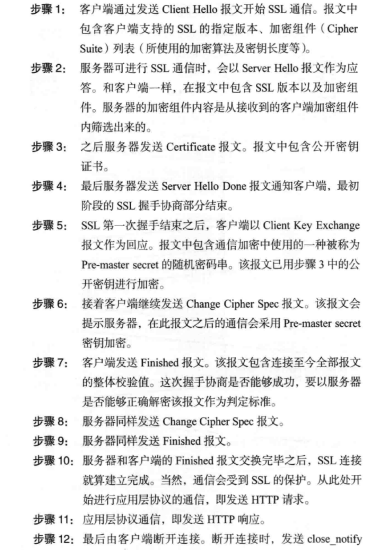 步骤 1： 客户端通过发送 Client Hello 报文开始 SSL 通信。报文中
包含客户端支持的 SSL 的指定版本、加密组件（Cipher
Suite）列表（所使用的加密算法及密钥长度等）。
步骤 2： 服务器可进行 SSL 通信时，会以 Server Hello 报文作为应
答。和客户端一样，在报文中包含 SSL 版本以及加密组
件。服务器的加密组件内容是从接收到的客户端加密组件
内筛选出来的。
步骤 3： 之后服务器发送 Certificate 报文。报文中包含公开密钥
证书。
步骤 4： 最后服务器发送 Server Hello Done 报文通知客户端，最初
阶段的 SSL 握手协商部分结束。
步骤 5： SSL 第一次握手结束之后，客户端以 Client Key Exchange
报文作为回应。报文中包含通信加密中使用的一种被称为
Pre-master secret 的随机密码串。该报文已用步骤 3 中的公
开密钥进行加密。
步骤 6： 接着客户端继续发送 Change Cipher Spec 报文。该报文会
提示服务器，在此报文之后的通信会采用 Pre-master secret
密钥加密。
步骤 7： 客户端发送 Finished 报文。该报文包含连接至今全部报文
的整体校验值。这次握手协商是否能够成功，要以服务器
是否能够正确解密该报文作为判定标准。
步骤 8： 服务器同样发送 Change Cipher Spec 报文。
步骤 9： 服务器同样发送 Finished 报文。
步骤 10： 服务器和客户端的 Finished 报文交换完毕之后，SSL 连接
就算建立完成。当然，通信会受到 SSL 的保护。从此处开
始进行应用层协议的通信，即发送 HTTP 请求。
步骤 11： 应用层协议通信，即发送 HTTP 响应。
步骤 12： 最后由客户端断开连接。断开连接时，发送 close_notify